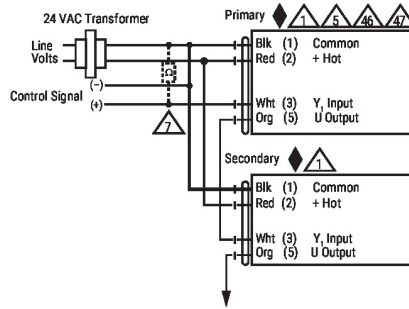 24 VAC Transformer
Primary 1 5 46 47
Line
Volts
Blk (1) Common
Red (2) + Hot
Ω
(–)
Control Signal
(+)
Wht (3) Y, Input
Org (5) U Output
7
Secondary 1
Blk (1) Common
Red (2) + Hot
Wht (3) Y, Input
Org (5) U Output